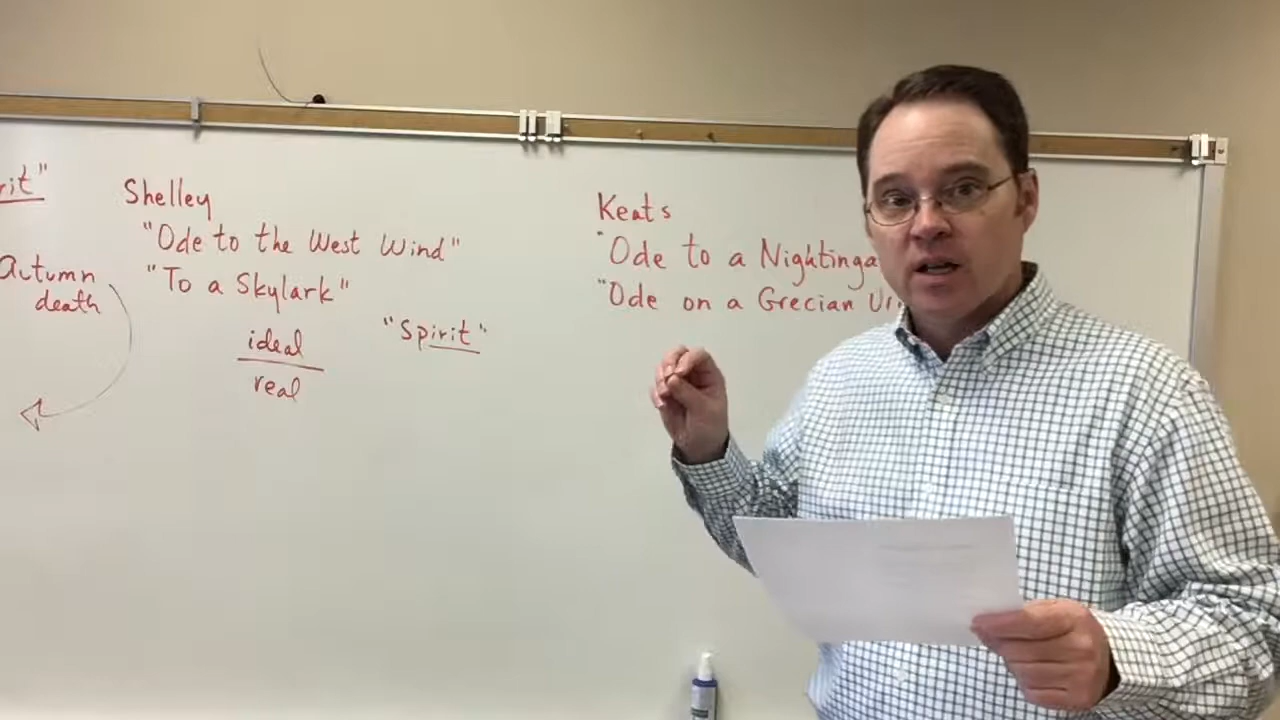 rit"
Autumn
death
Shelley
"Ode to the West Wind"
"To a Skylark"
ideal
real
"Spirit"
Keats
"Ode to a Nightinga
"Ode on a Grecian Ur